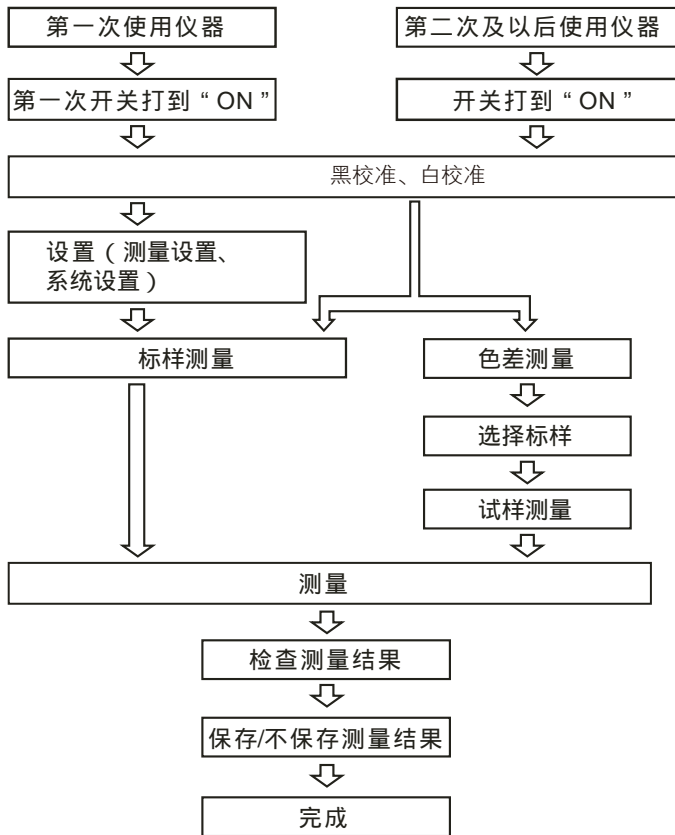 第一次使用仪器
第二次及以后使用仪器
第一次开关打到“ON”
开关打到“ON”
黑校准、白校准
设置（测量设置、
系统设置）
标样测量
色差测量
选择标样
试样测量
测量
检查测量结果
保存/不保存测量结果
完成